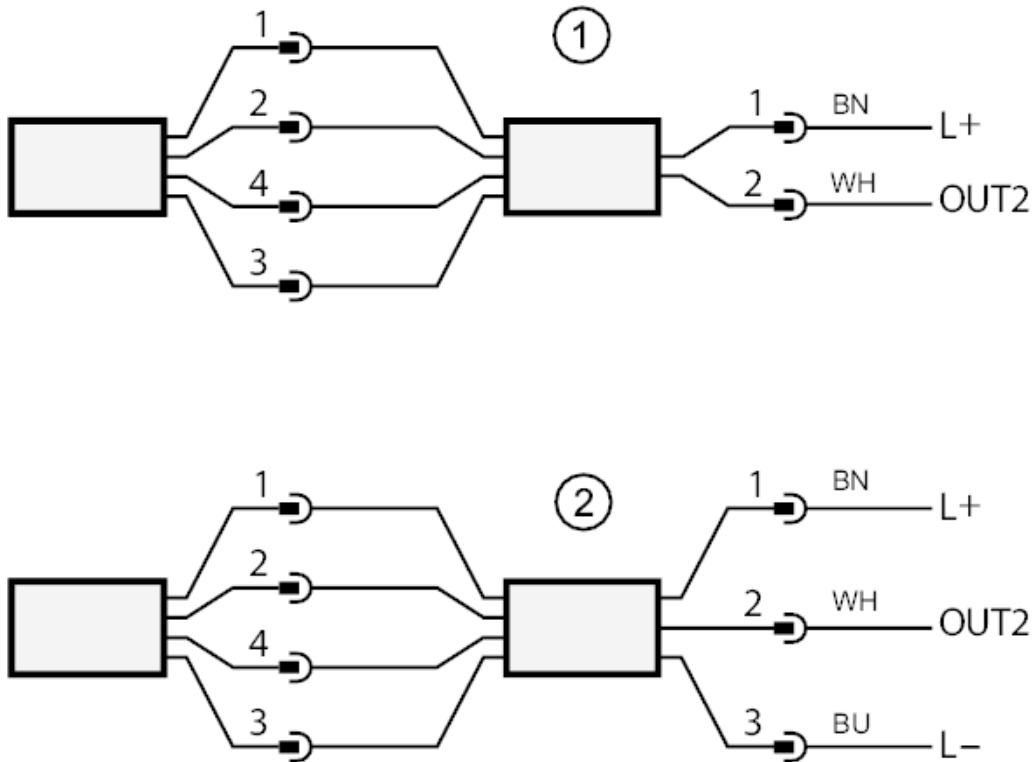 1 ①
2 1 BN L+
4 2 WH OUT2
3
1 ② 1 BN L+
2 2 WH OUT2
4
3 3 BU L−